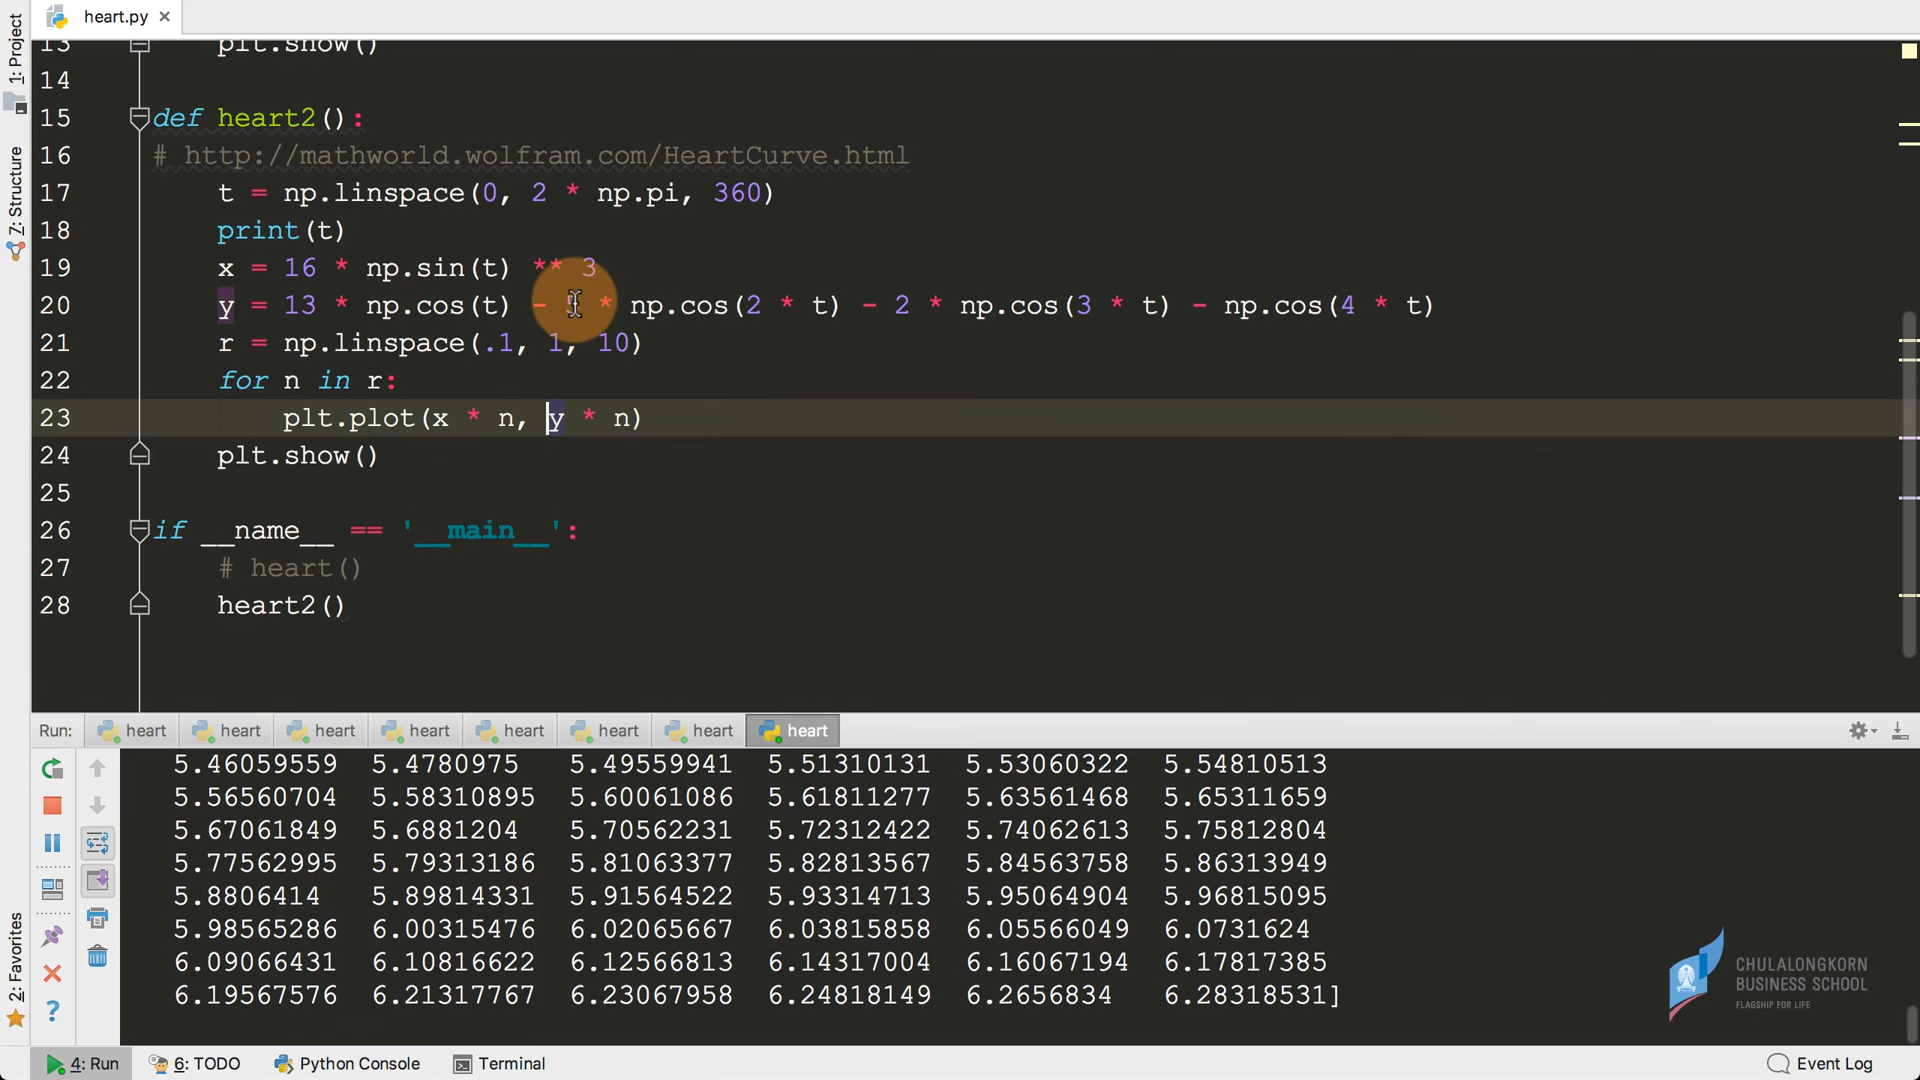 heart.py
1: Project
7: Structure
2: Favorites
13 plt.show()
14
15 def heart2():
16 # http://mathworld.wolfram.com/HeartCurve.html
17 t = np.linspace(0, 2 * np.pi, 360)
18 print(t)
19 x = 16 * np.sin(t) ** 3
20 y = 13 * np.cos(t) - 5 * np.cos(2 * t) - 2 * np.cos(3 * t) - np.cos(4 * t)
21 r = np.linspace(.1, 1, 10)
22 for n in r:
23 plt.plot(x * n, y * n)
24 plt.show()
25
26 if __name__ == '__main__':
27 # heart()
28 heart2()
Run: heart heart heart heart heart heart heart heart
5.46059559 5.4780975 5.49559941 5.51310131 5.53060322 5.54810513
5.56560704 5.58310895 5.60061086 5.61811277 5.63561468 5.65311659
5.67061849 5.6881204 5.70562231 5.72312422 5.74062613 5.75812804
5.77562995 5.79313186 5.81063377 5.82813567 5.84563758 5.86313949
5.8806414 5.89814331 5.91564522 5.93314713 5.95064904 5.96815095
5.98565286 6.00315476 6.02065667 6.03815858 6.05566049 6.0731624
6.09066431 6.10816622 6.12566813 6.14317004 6.16067194 6.17817385
6.19567576 6.21317767 6.23067958 6.24818149 6.2656834 6.28318531]
CHULALONGKORN
BUSINESS SCHOOL
FLAGSHIP FOR LIFE
4: Run 6: TODO Python Console Terminal Event Log